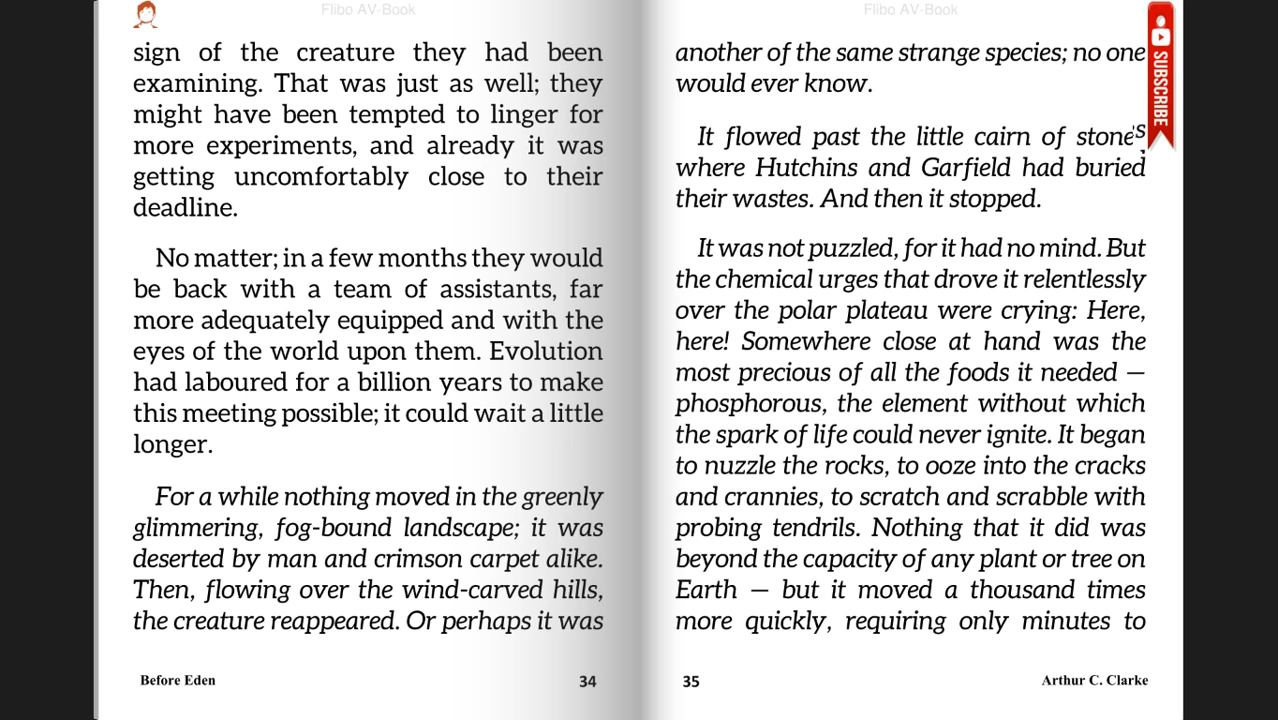 Flibo AV-Book
sign of the creature they had been
examining. That was just as well; they
might have been tempted to linger for
more experiments, and already it was
getting uncomfortably close to their
deadline.
No matter; in a few months they would
be back with a team of assistants, far
more adequately equipped and with the
eyes of the world upon them. Evolution
had laboured for a billion years to make
this meeting possible; it could wait a little
longer.
For a while nothing moved in the greenly
glimmering, fog-bound landscape; it was
deserted by man and crimson carpet alike.
Then, flowing over the wind-carved hills,
the creature reappeared. Or perhaps it was
Before Eden
34
Flibo AV-Book
another of the same strange species; no one
would ever know.
It flowed past the little cairn of stones
where Hutchins and Garfield had buried
their wastes. And then it stopped.
It was not puzzled, for it had no mind. But
the chemical urges that drove it relentlessly
over the polar plateau were crying: Here,
here! Somewhere close at hand was the
most precious of all the foods it needed —
phosphorous, the element without which
the spark of life could never ignite. It began
to nuzzle the rocks, to ooze into the cracks
and crannies, to scratch and scrabble with
probing tendrils. Nothing that it did was
beyond the capacity of any plant or tree on
Earth — but it moved a thousand times
more quickly, requiring only minutes to
35
Arthur C. Clarke
SUBSCRIBE